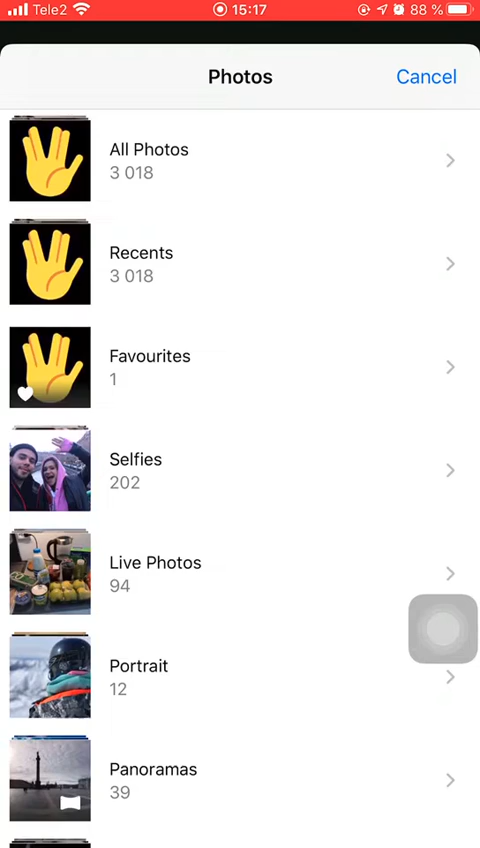 Tele2 15:17 88 %
Photos Cancel
All Photos
3 018
Recents
3 018
Favourites
1
Selfies
202
Live Photos
94
Portrait
12
Panoramas
39